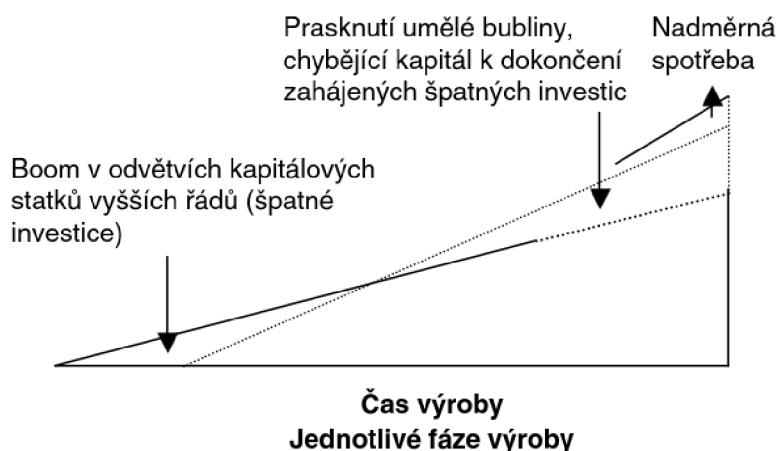 Prasknutí umělé bubliny,
chybějící kapitál k dokončení
zahájených špatných investic
Nadměrná
spotřeba
Boom v odvětvích kapitálových
statků vyšších řádů (špatné
investice)
Čas výroby
Jednotlivé fáze výroby